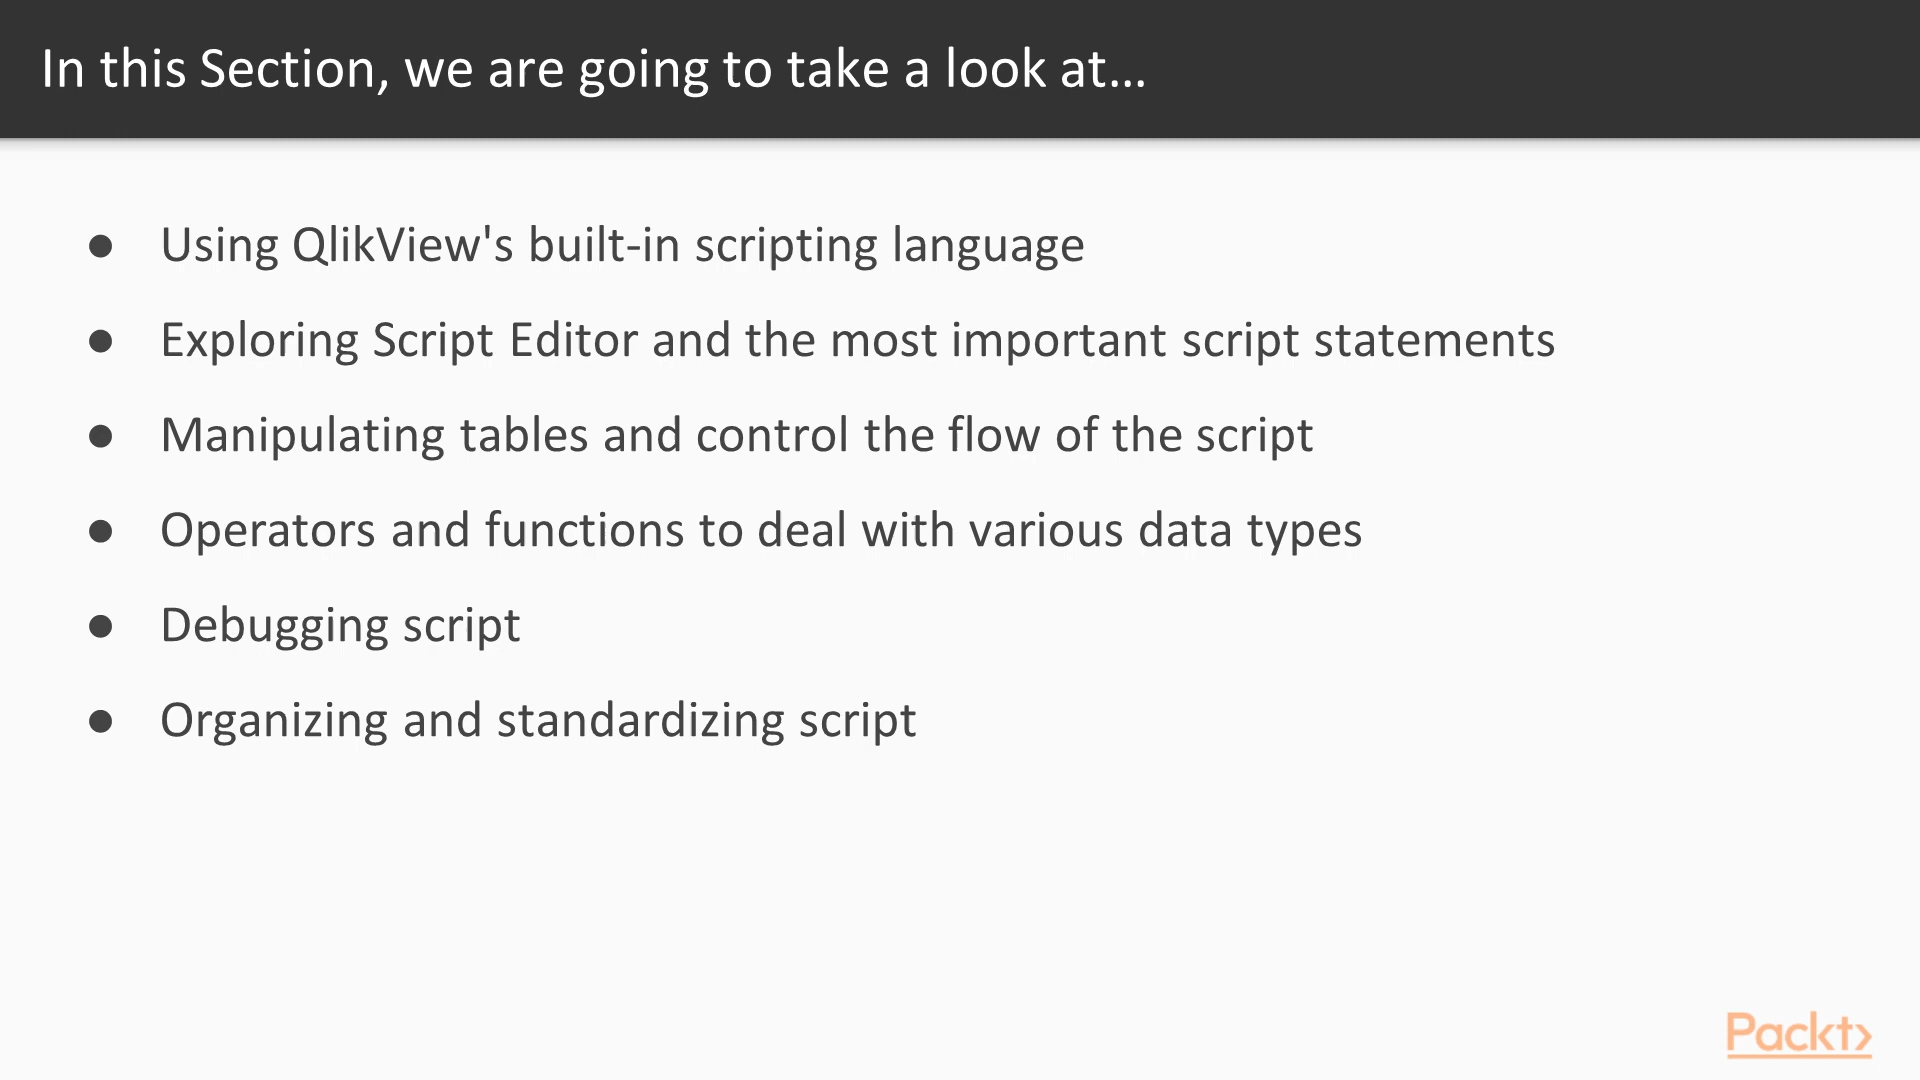 In this Section, we are going to take a look at...
● Using QlikView's built-in scripting language
● Exploring Script Editor and the most important script statements
● Manipulating tables and control the flow of the script
● Operators and functions to deal with various data types
● Debugging script
● Organizing and standardizing script
Packt>